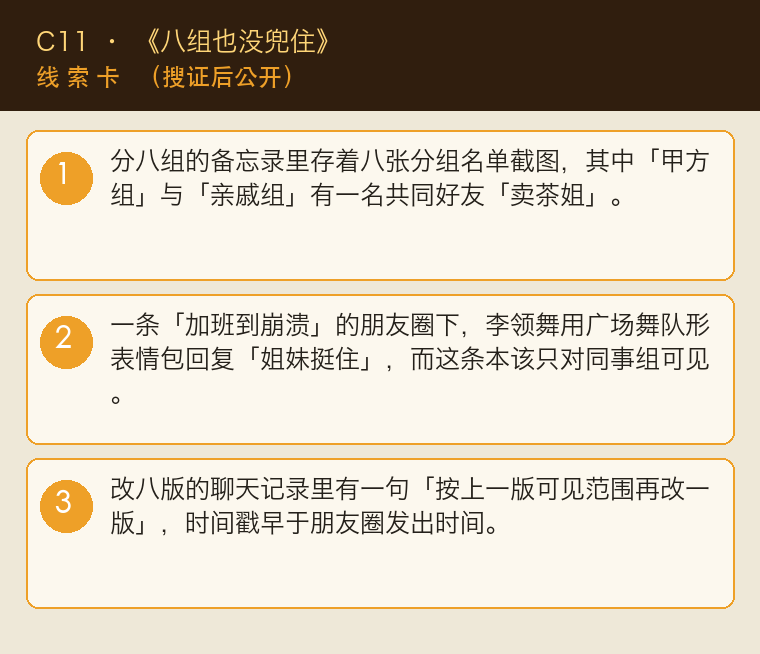 C11 · 《八组也没兜住》
线 索 卡 （搜证后公开）
1
分八组的备忘录里存着八张分组名单截图，其中「甲方
组」与「亲戚组」有一名共同好友「卖茶姐」。
2
一条「加班到崩溃」的朋友圈下，李领舞用广场舞队形
表情包回复「姐妹挺住」，而这条本该只对同事组可见
。
3
改八版的聊天记录里有一句「按上一版可见范围再改一
版」，时间戳早于朋友圈发出时间。